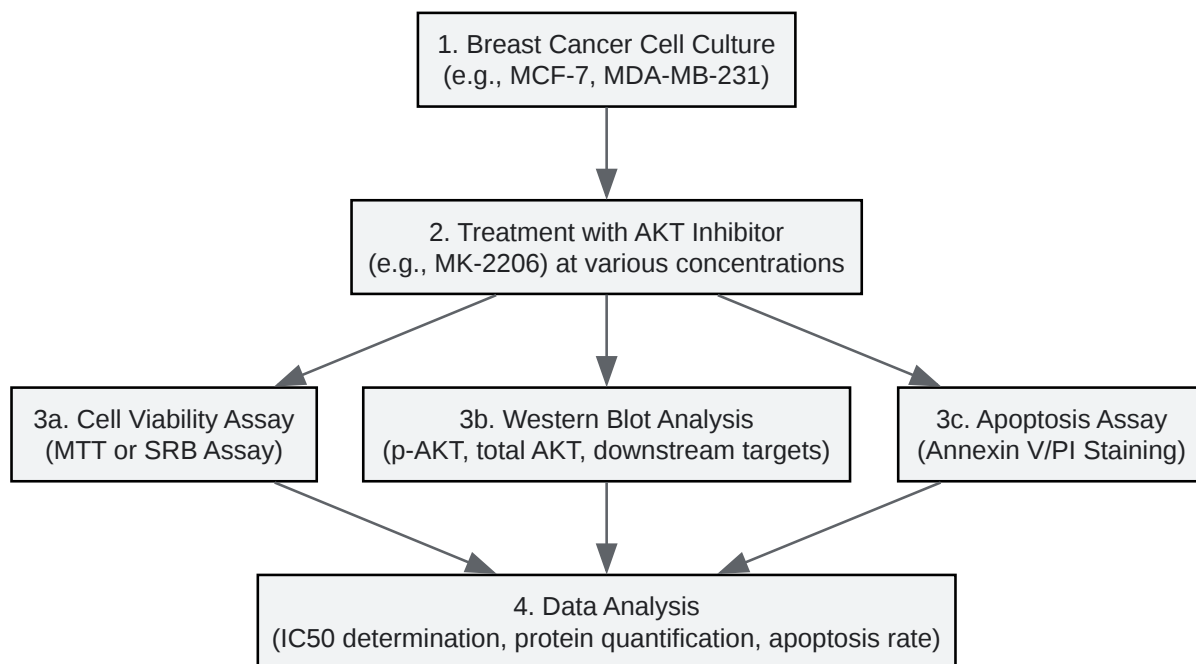 1. Breast Cancer Cell Culture
(e.g., MCF-7, MDA-MB-231)
2. Treatment with AKT Inhibitor
(e.g., MK-2206) at various concentrations
3a. Cell Viability Assay
(MTT or SRB Assay)
3b. Western Blot Analysis
(p-AKT, total AKT, downstream targets)
3c. Apoptosis Assay
(Annexin V/PI Staining)
4. Data Analysis
(IC50 determination, protein quantification, apoptosis rate)